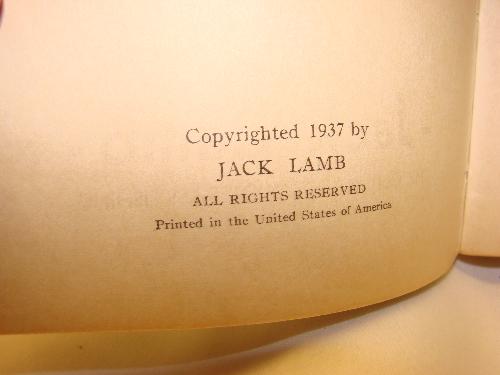 Copyrighted 1937 by
JACK LAMB
ALL RIGHTS RESERVED
Printed in the United States of America